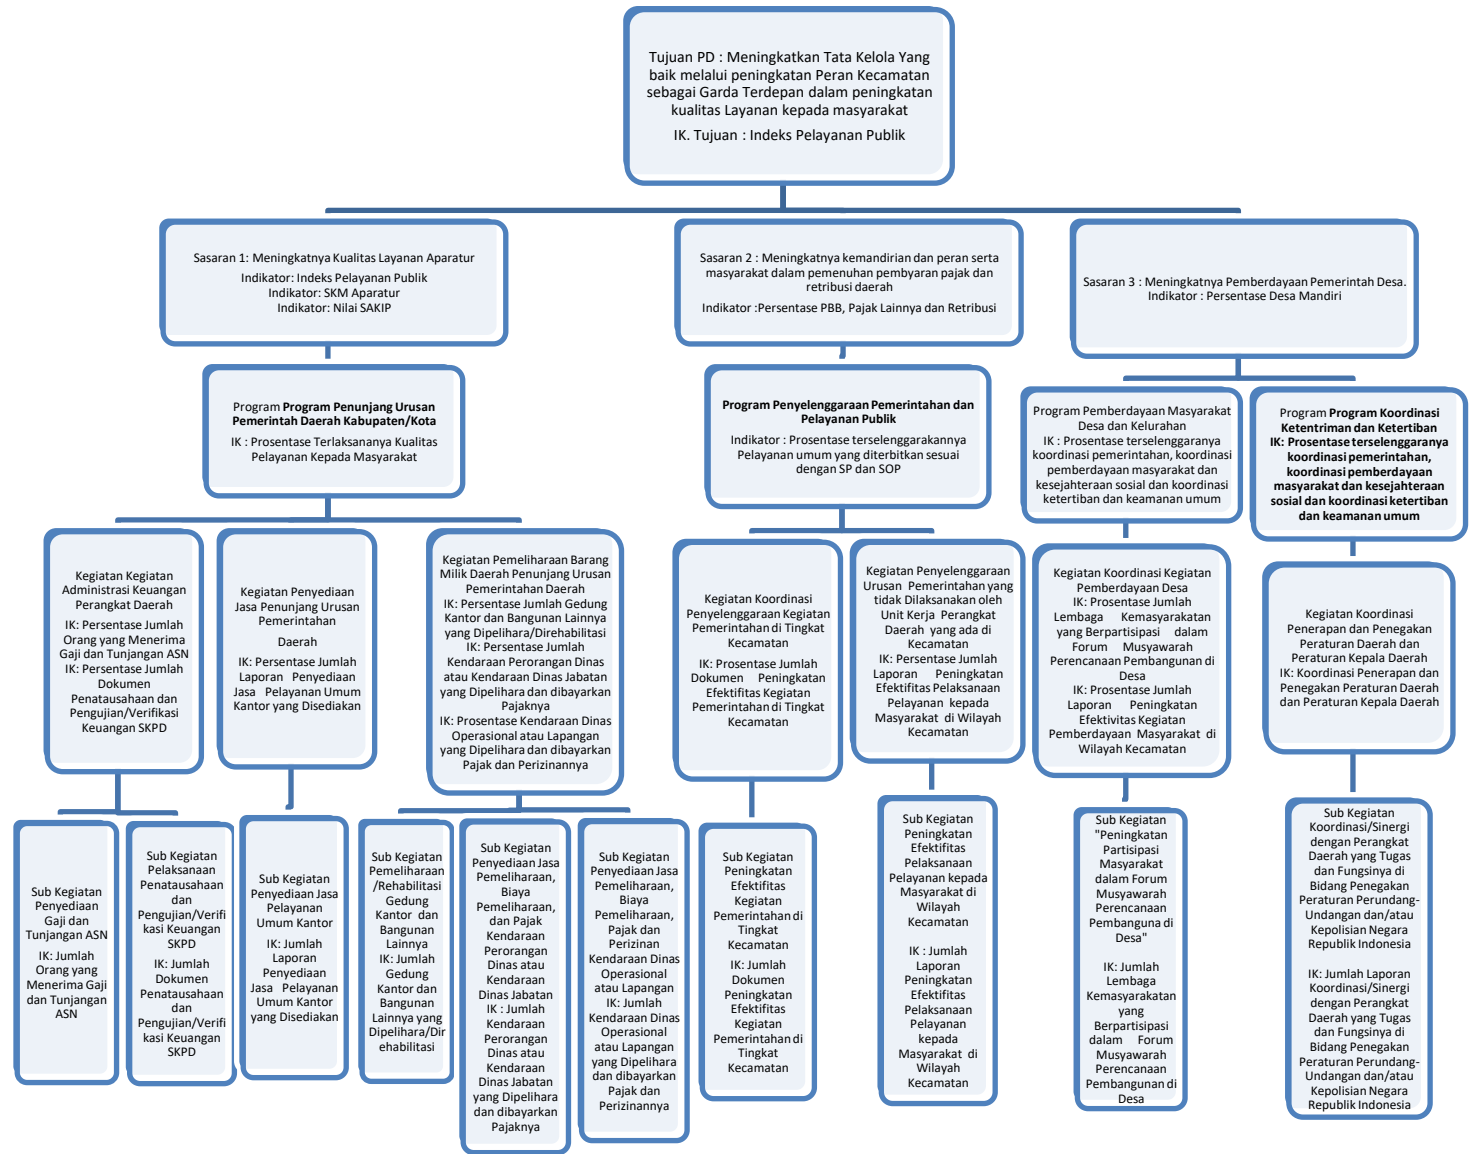 Tujuan PD : Meningkatkan Tata Kelola Yang
baik melalui peningkatan Peran Kecamatan
sebagai Garda Terdepan dalam peningkatan
kualitas Layanan kepada masyarakat
IK. Tujuan : Indeks Pelayanan Publik
Sasaran 1: Meningkatnya Kualitas Layanan Aparatur
Indikator: Indeks Pelayanan Publik
Indikator: SKM Aparatur
Indikator: Nilai SAKIP
Sasaran 2 : Meningkatnya kemandirian dan peran serta
masyarakat dalam pemenuhan pembyaran pajak dan
retribusi daerah
Indikator :Persentase PBB, Pajak Lainnya dan Retribusi
Sasaran 3 : Meningkatnya Pemberdayaan Pemerintah Desa.
Indikator : Persentase Desa Mandiri
Program Program Penunjang Urusan
Pemerintah Daerah Kabupaten/Kota
IK : Prosentase Terlaksananya Kualitas
Pelayanan Kepada Masyarakat
Program Penyelenggaraan Pemerintahan dan
Pelayanan Publik
Indikator : Prosentase terselenggarakannya
Pelayanan umum yang diterbitkan sesuai
dengan SP dan SOP
Program Pemberdayaan Masyarakat
Desa dan Kelurahan
IK : Prosentase terselenggaranya
koordinasi pemerintahan, koordinasi
pemberdayaan masyarakat dan
kesejahteraan sosial dan koordinasi
ketertiban dan keamanan umum
Program Program Koordinasi
Ketentriman dan Ketertiban
IK: Prosentase terselenggaranya
koordinasi pemerintahan,
koordinasi pemberdayaan
masyarakat dan kesejahteraan
sosial dan koordinasi ketertiban
dan keamanan umum
Kegiatan Kegiatan
Administrasi Keuangan
Perangkat Daerah
IK: Persentase Jumlah
Orang yang Menerima
Gaji dan Tunjangan ASN
IK: Persentase Jumlah
Dokumen
Penatausahaan dan
Pengujian/Verifikasi
Keuangan SKPD
Kegiatan Penyediaan
Jasa Penunjang Urusan
Pemerintahan
Daerah
IK: Persentase Jumlah
Laporan Penyediaan
Jasa Pelayanan Umum
Kantor yang Disediakan
Kegiatan Pemeliharaan Barang
Milik Daerah Penunjang Urusan
Pemerintahan Daerah
IK: Persentase Jumlah Gedung
Kantor dan Bangunan Lainnya
yang Dipelihara/Direhabilitasi
IK: Persentase Jumlah
Kendaraan Perorangan Dinas
atau Kendaraan Dinas Jabatan
yang Dipelihara dan dibayarkan
Pajaknya
IK: Prosentase Kendaraan Dinas
Operasional atau Lapangan
yang Dipelihara dan dibayarkan
Pajak dan Perizinannya
Kegiatan Koordinasi
Penyelenggaraan Kegiatan
Pemerintahan di Tingkat
Kecamatan
IK: Prosentase Jumlah
Dokumen Peningkatan
Efektifitas Kegiatan
Pemerintahan di Tingkat
Kecamatan
Kegiatan Penyelenggaraan
Urusan Pemerintahan yang
tidak Dilaksanakan oleh
Unit Kerja Perangkat
Daerah yang ada di
Kecamatan
IK: Persentase Jumlah
Laporan Peningkatan
Efektifitas Pelaksanaan
Pelayanan kepada
Masyarakat di Wilayah
Kecamatan
Kegiatan Koordinasi Kegiatan
Pemberdayaan Desa
IK: Prosentase Jumlah
Lembaga Kemasyarakatan
yang Berpartisipasi dalam
Forum Musyawarah
Perencanaan Pembangunan di
Desa
IK: Prosentase Jumlah
Laporan Peningkatan
Efektivitas Kegiatan
Pemberdayaan Masyarakat di
Wilayah Kecamatan
Kegiatan Koordinasi
Penerapan dan Penegakan
Peraturan Daerah dan
Peraturan Kepala Daerah
IK: Koordinasi Penerapan dan
Penegakan Peraturan Daerah
dan Peraturan Kepala Daerah
Sub Kegiatan
Penyediaan
Gaji dan
Tunjangan ASN
IK: Jumlah
Orang yang
Menerima Gaji
dan Tunjangan
ASN
Sub Kegiatan
Pelaksanaan
Penatausahaan
dan
Pengujian/Verifi
kasi Keuangan
SKPD
IK: Jumlah
Dokumen
Penatausahaan
dan
Pengujian/Verifi
kasi Keuangan
SKPD
Sub Kegiatan
Penyediaan Jasa
Pelayanan
Umum Kantor
IK: Jumlah
Laporan
Penyediaan
Jasa Pelayanan
Umum Kantor
yang Disediakan
Sub Kegiatan
Pemeliharaan
/Rehabilitasi
Gedung
Kantor dan
Bangunan
Lainnya
IK: Jumlah
Gedung
Kantor dan
Bangunan
Lainnya yang
Dipelihara/Dir
ehabilitasi
Sub Kegiatan
Penyediaan Jasa
Pemeliharaan,
Biaya
Pemeliharaan,
dan Pajak
Kendaraan
Perorangan
Dinas atau
Kendaraan
Dinas Jabatan
IK : Jumlah
Kendaraan
Perorangan
Dinas atau
Kendaraan
Dinas Jabatan
yang Dipelihara
dan dibayarkan
Pajaknya
Sub Kegiatan
Penyediaan Jasa
Pemeliharaan,
Biaya
Pemeliharaan,
Pajak dan
Perizinan
Kendaraan Dinas
Operasional
atau Lapangan
IK: Jumlah
Kendaraan Dinas
Operasional
atau Lapangan
yang Dipelihara
dan dibayarkan
Pajak dan
Perizinannya
Sub Kegiatan
Peningkatan
Efektifitas
Kegiatan
Pemerintahan di
Tingkat
Kecamatan
IK: Jumlah
Dokumen
Peningkatan
Efektifitas
Kegiatan
Pemerintahan di
Tingkat
Kecamatan
Sub Kegiatan
Peningkatan
Efektifitas
Pelaksanaan
Pelayanan kepada
Masyarakat di
Wilayah
Kecamatan
IK : Jumlah
Laporan
Peningkatan
Efektifitas
Pelaksanaan
Pelayanan
kepada
Masyarakat di
Wilayah
Kecamatan
Sub Kegiatan
"Peningkatan
Partisipasi
Masyarakat
dalam Forum
Musyawarah
Perencanaan
Pembanguna di
Desa"
IK: Jumlah
Lembaga
Kemasyarakatan
yang
Berpartisipasi
dalam Forum
Musyawarah
Perencanaan
Pembangunan di
Desa
Sub Kegiatan
Koordinasi/Sinergi
dengan Perangkat
Daerah yang Tugas
dan Fungsinya di
Bidang Penegakan
Peraturan Perundang-
Undangan dan/atau
Kepolisian Negara
Republik Indonesia
IK: Jumlah Laporan
Koordinasi/Sinergi
dengan Perangkat
Daerah yang Tugas
dan Fungsinya di
Bidang Penegakan
Peraturan Perundang-
Undangan dan/atau
Kepolisian Negara
Republik Indonesia